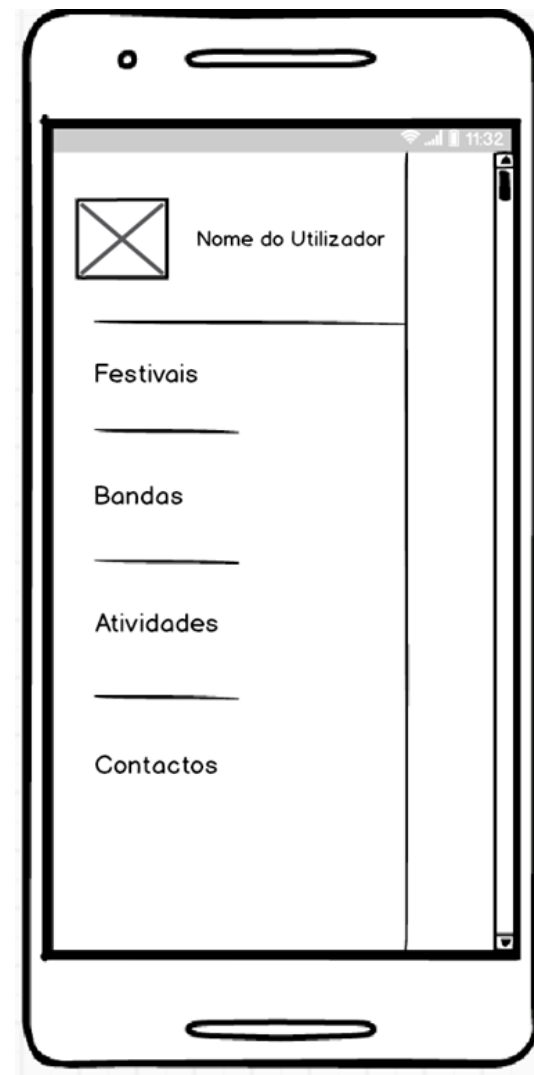 11:32
Nome do Utilizador
Festivais
Bandas
Atividades
Contactos